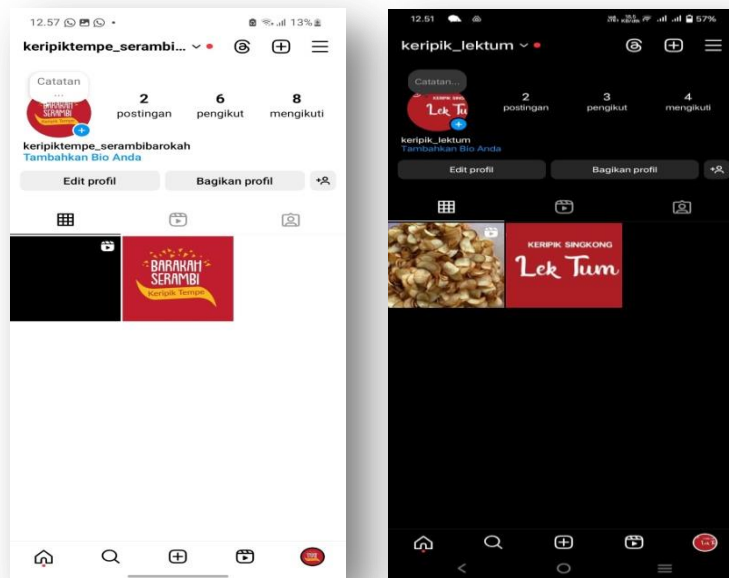 12.57 13%
keripiktempe_serambi...
Catatan
...
2 6 8
postingan pengikut mengikuti
keripiktempe_serambibarokah
Tambahkan Bio Anda
Edit profil Bagikan profil
BARAKAH
SERAMBI
Keripik Tempe
12.51 57%
keripik_lektum
Catatan...
Lek Tu
2 3 4
postingan pengikut mengikuti
keripik_lektum
Tambahkan Bio Anda
Edit profil Bagikan profil
KERIPIK SINGKONG
Lek Tum